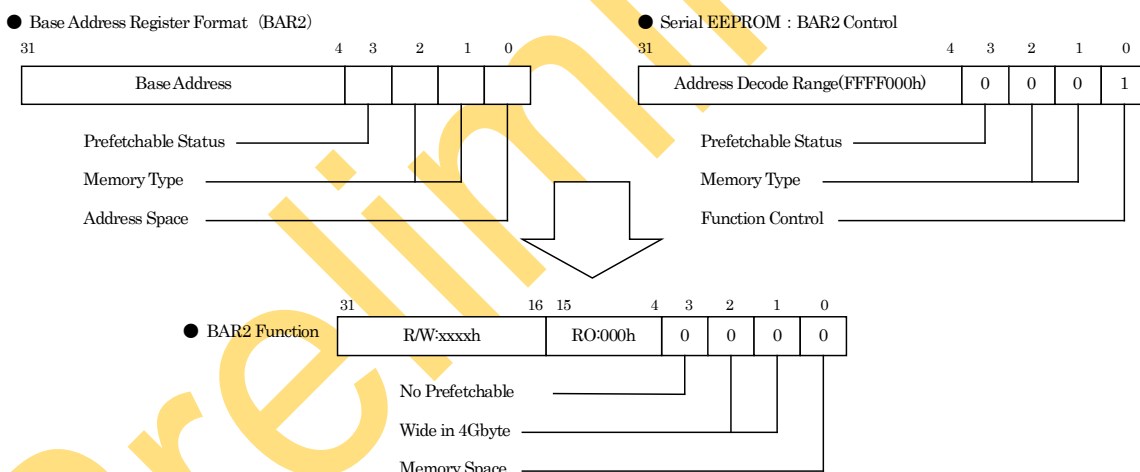 ● Base Address Register Format (BAR2)
31 4 3 2 1 0
Base Address
Prefetchable Status
Memory Type
Address Space
● Serial EEPROM : BAR2 Control
31 4 3 2 1 0
Address Decode Range(FFFF000h) 0 0 0 1
Prefetchable Status
Memory Type
Function Control
31 16 15 4 3 2 1 0
● BAR2 Function R/W:xxxxh RO:000h 0 0 0 0
No Prefetchable
Wide in 4Gbyte
Memory Space